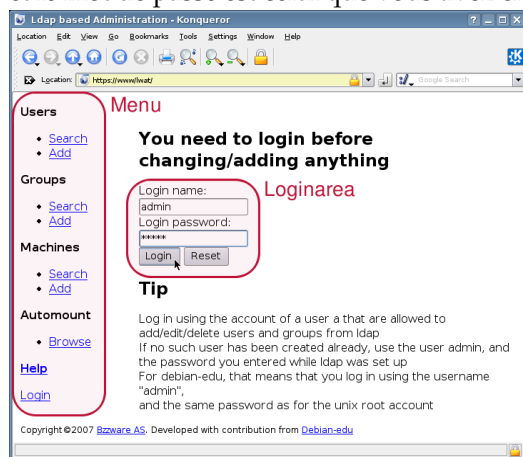 Ldap based Administration - Konqueror
Location Edit View Go Bookmarks Tools Settings Window Help
Location: https://www/lwat/ Google Search
Menu
Users
Search
Add
Groups
Search
Add
Machines
Search
Add
Automount
Browse
Help
Login
You need to login before
changing/adding anything
Loginarea
Login name:
admin
Login password:
*****
Login Reset
Tip
Log in using the account of a user a that are allowed to
add/edit/delete users and groups from ldap
If no such user has been created already, use the user admin, and
the password you entered while ldap was set up
For debian-edu, that means that you log in using the username
"admin",
and the same password as for the unix root account
Copyright ©2007 Bzzware AS. Developed with contribution from Debian-edu